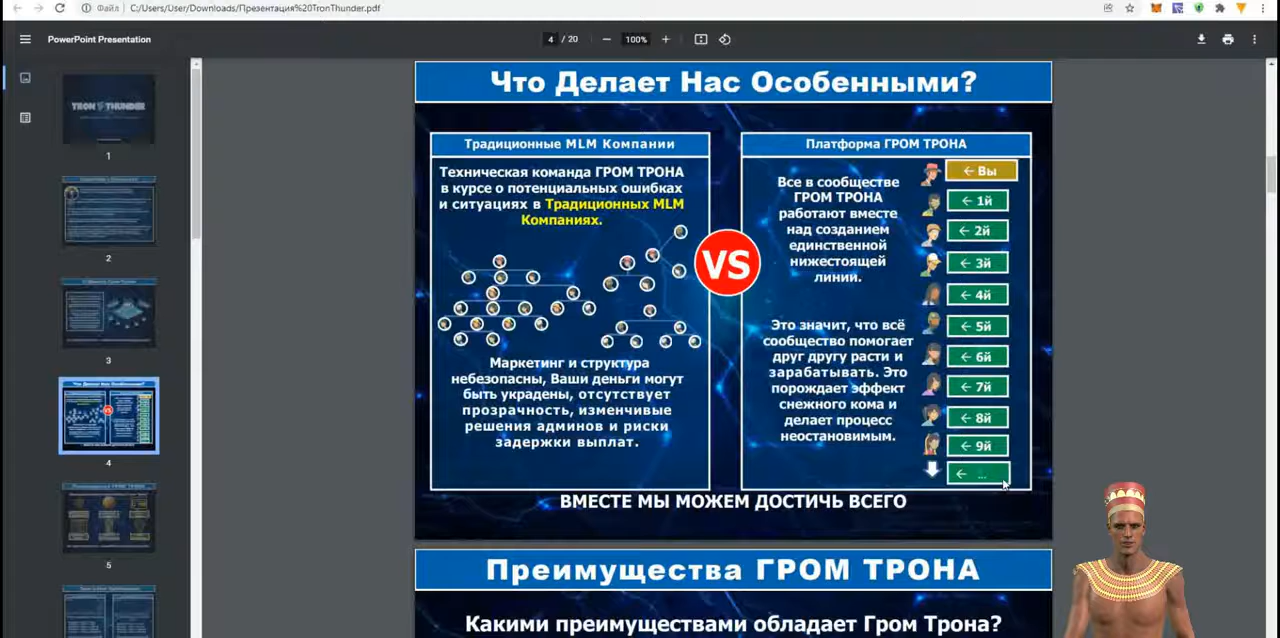 Файл
C:/Users/User/Downloads/Презентация%20TronThunder.pdf
PowerPoint Presentation
4 / 20
100%
TRON THUNDER
1
2
3
4
5
Что Делает Нас Особенными?
Традиционные MLM Компании
Техническая команда ГРОМ ТРОНА
в курсе о потенциальных ошибках
и ситуациях в Традиционных MLM
Компаниях.
Маркетинг и структура
небезопасны, Ваши деньги могут
быть украдены, отсутствует
прозрачность, изменчивые
решения админов и риски
задержки выплат.
VS
Платформа ГРОМ ТРОНА
Все в сообществе
ГРОМ ТРОНА
работают вместе
над созданием
единственной
нижестоящей
линии.
Это значит, что всё
сообщество помогает
друг другу расти и
зарабатывать. Это
порождает эффект
снежного кома и
делает процесс
неостановимым.
← Вы
← 1й
← 2й
← 3й
← 4й
← 5й
← 6й
← 7й
← 8й
← 9й
← ...
ВМЕСТЕ МЫ МОЖЕМ ДОСТИЧЬ ВСЕГО
Преимущества ГРОМ ТРОНА
Какими преимуществами обладает Гром Трона?